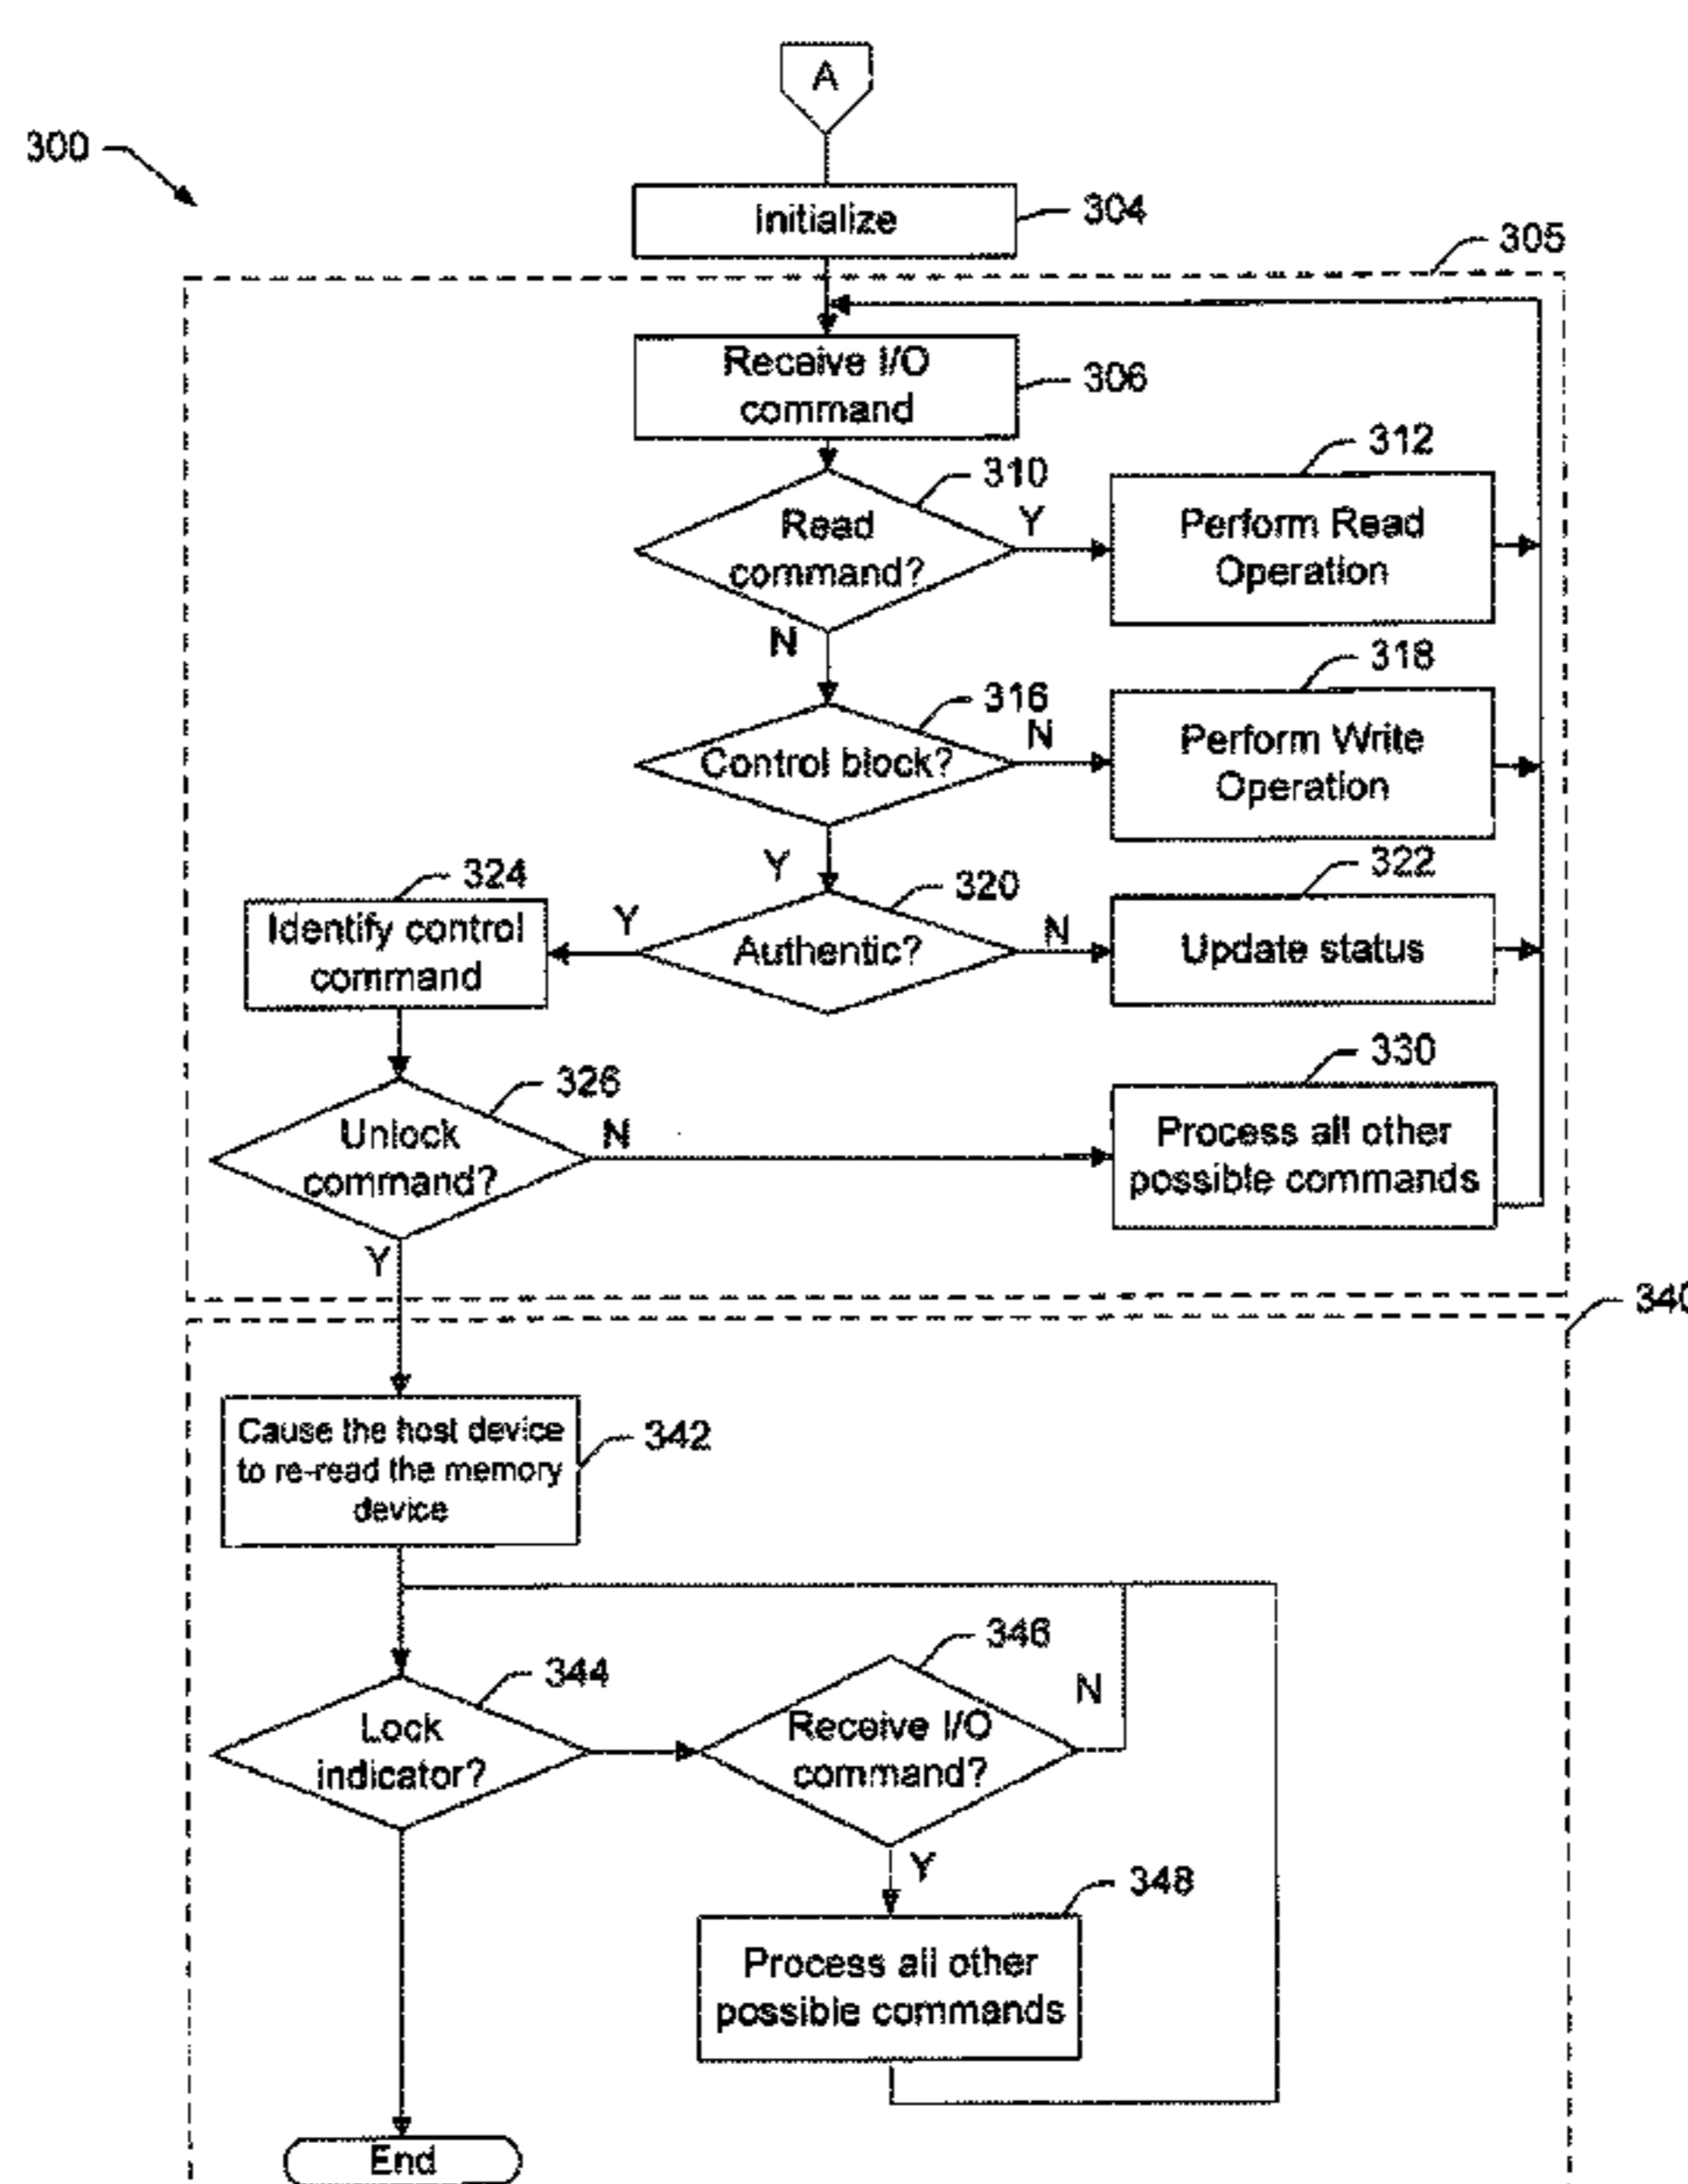 A
300
Initialize
304
305
Receive I/O
command
306
310
Read
command?
Y
312
Perform Read
Operation
N
316
Control block?
N
318
Perform Write
Operation
Y
320
Authentic?
N
322
Update status
Y
324
Identify control
command
326
Unlock
command?
N
330
Process all other
possible commands
Y
340
Cause the host device
to re-read the memory
device
342
344
Lock
indicator?
346
Receive I/O
command?
N
Y
348
Process all other
possible commands
End